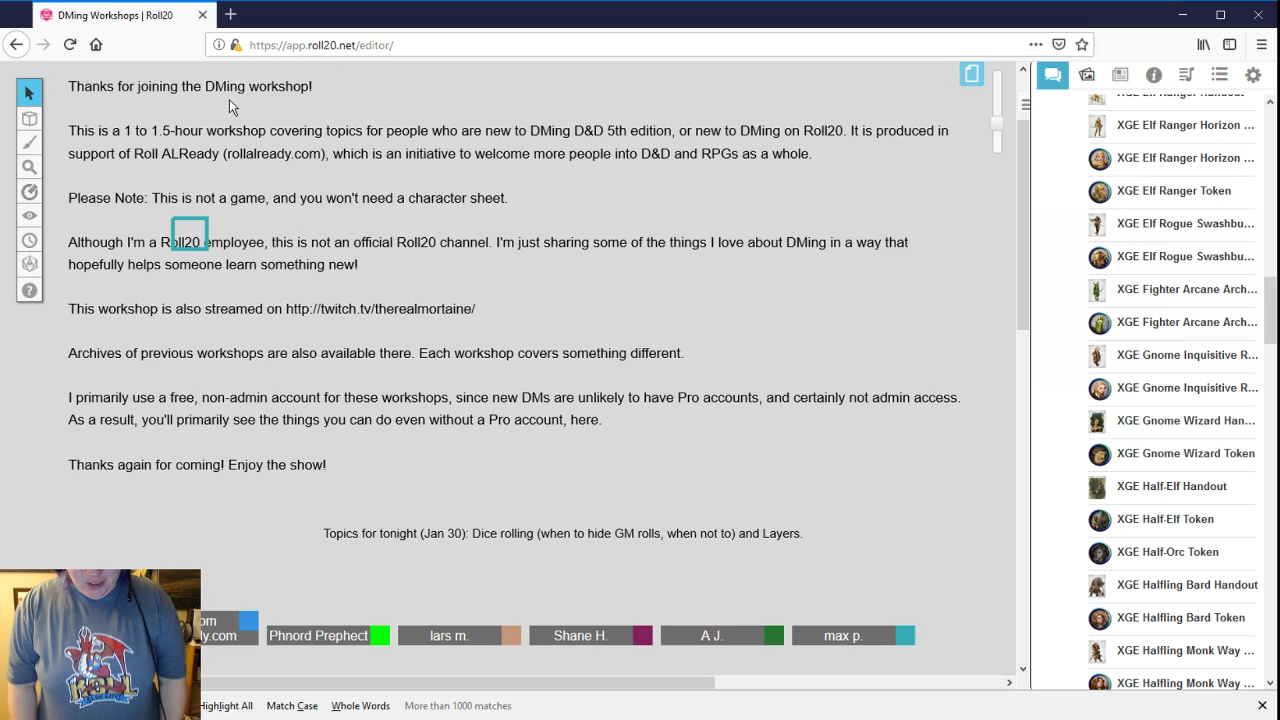 DMing Workshops | Roll20
https://app.roll20.net/editor/
Thanks for joining the DMing workshop!
This is a 1 to 1.5-hour workshop covering topics for people who are new to DMing D&D 5th edition, or new to DMing on Roll20. It is produced in
support of Roll ALReady (rollalready.com), which is an initiative to welcome more people into D&D and RPGs as a whole.
Please Note: This is not a game, and you won't need a character sheet.
Although I'm a Roll20 employee, this is not an official Roll20 channel. I'm just sharing some of the things I love about DMing in a way that
hopefully helps someone learn something new!
This workshop is also streamed on http://twitch.tv/therealmortaine/
Archives of previous workshops are also available there. Each workshop covers something different.
I primarily use a free, non-admin account for these workshops, since new DMs are unlikely to have Pro accounts, and certainly not admin access.
As a result, you'll primarily see the things you can do even without a Pro account, here.
Thanks again for coming! Enjoy the show!
Topics for tonight (Jan 30): Dice rolling (when to hide GM rolls, when not to) and Layers.
om
dy.com
Phnord Prephect
lars m.
Shane H.
A J.
max p.
ROLL
ALREADY
Highlight All
Match Case
Whole Words
More than 1000 matches
XGE Elf Ranger Handout
XGE Elf Ranger Horizon ...
XGE Elf Ranger Horizon ...
XGE Elf Ranger Token
XGE Elf Rogue Swashbu...
XGE Elf Rogue Swashbu...
XGE Fighter Arcane Arch...
XGE Fighter Arcane Arch...
XGE Gnome Inquisitive R...
XGE Gnome Inquisitive R...
XGE Gnome Wizard Han...
XGE Gnome Wizard Token
XGE Half-Elf Handout
XGE Half-Elf Token
XGE Half-Orc Token
XGE Halfling Bard Handout
XGE Halfling Bard Token
XGE Halfling Monk Way ...
XGE Halfling Monk Way ...